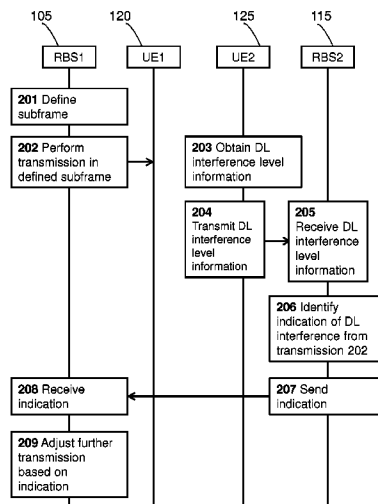 105
120
125
115
RBS1
UE1
UE2
RBS2
201 Define
subframe
202 Perform
transmission in
defined subframe
203 Obtain DL
interference level
information
204
Transmit DL
interference
level
information
205
Receive DL
interference
level
information
206 Identify
indication of DL
interference from
transmission 202
208 Receive
indication
207 Send
indication
209 Adjust further
transmission
based on
indication